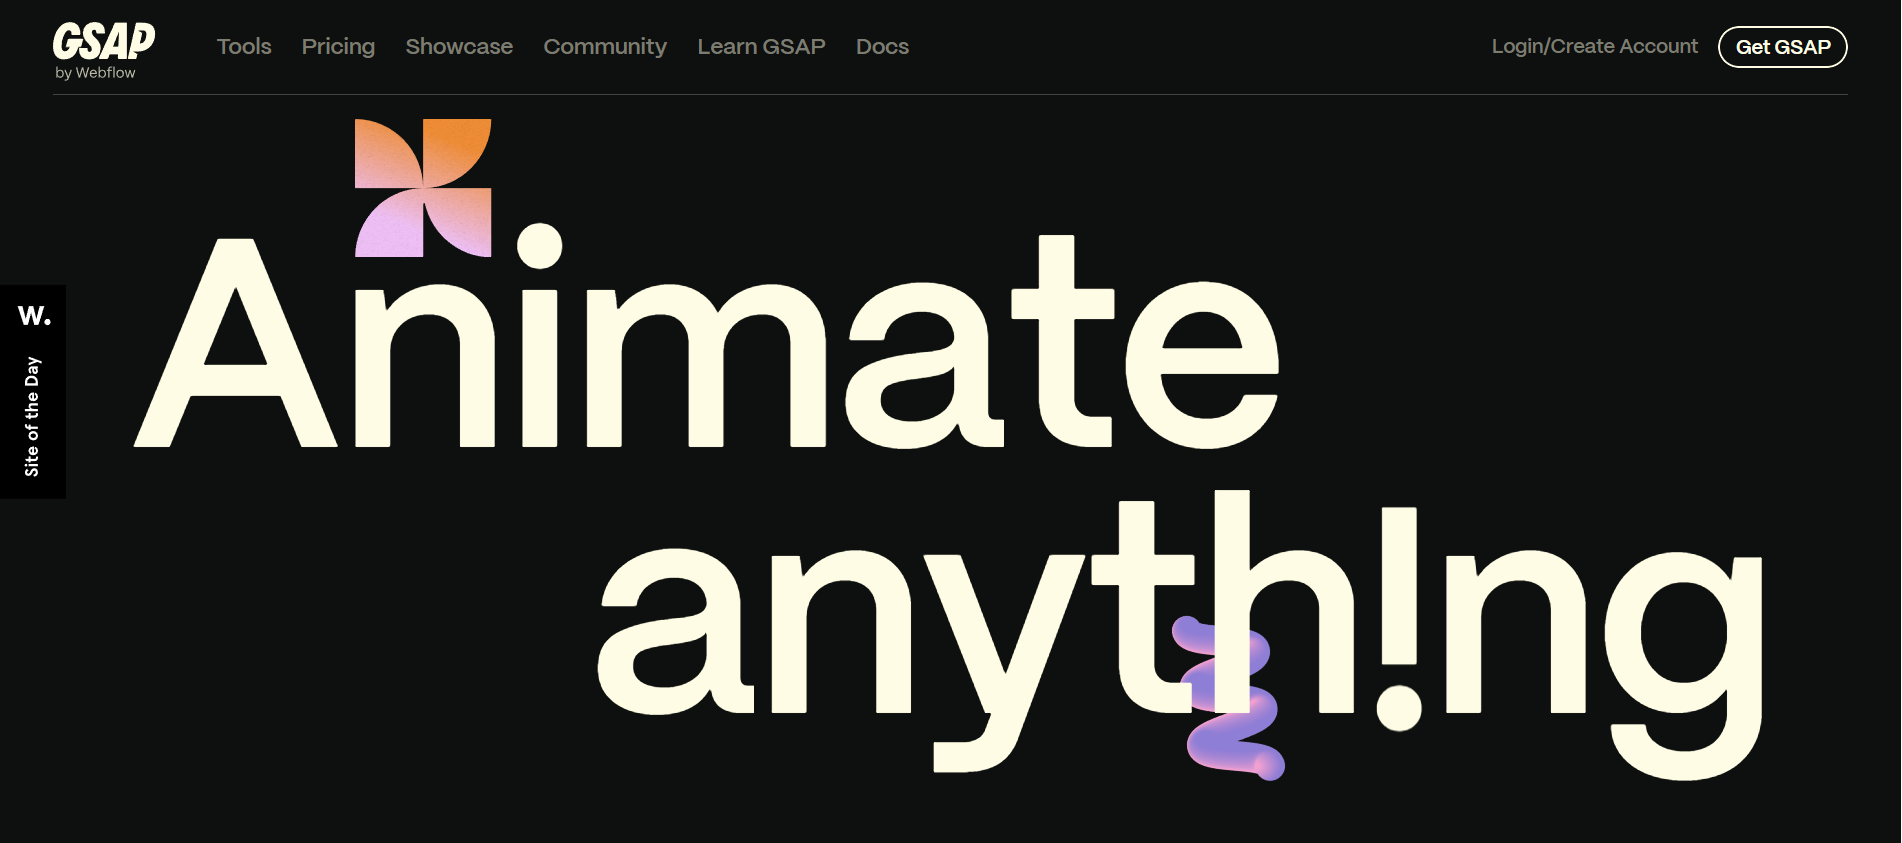 GSAP
by Webflow
Tools Pricing Showcase Community Learn GSAP Docs
Login/Create Account Get GSAP
Animate
anyth!ng
W.
Site of the Day